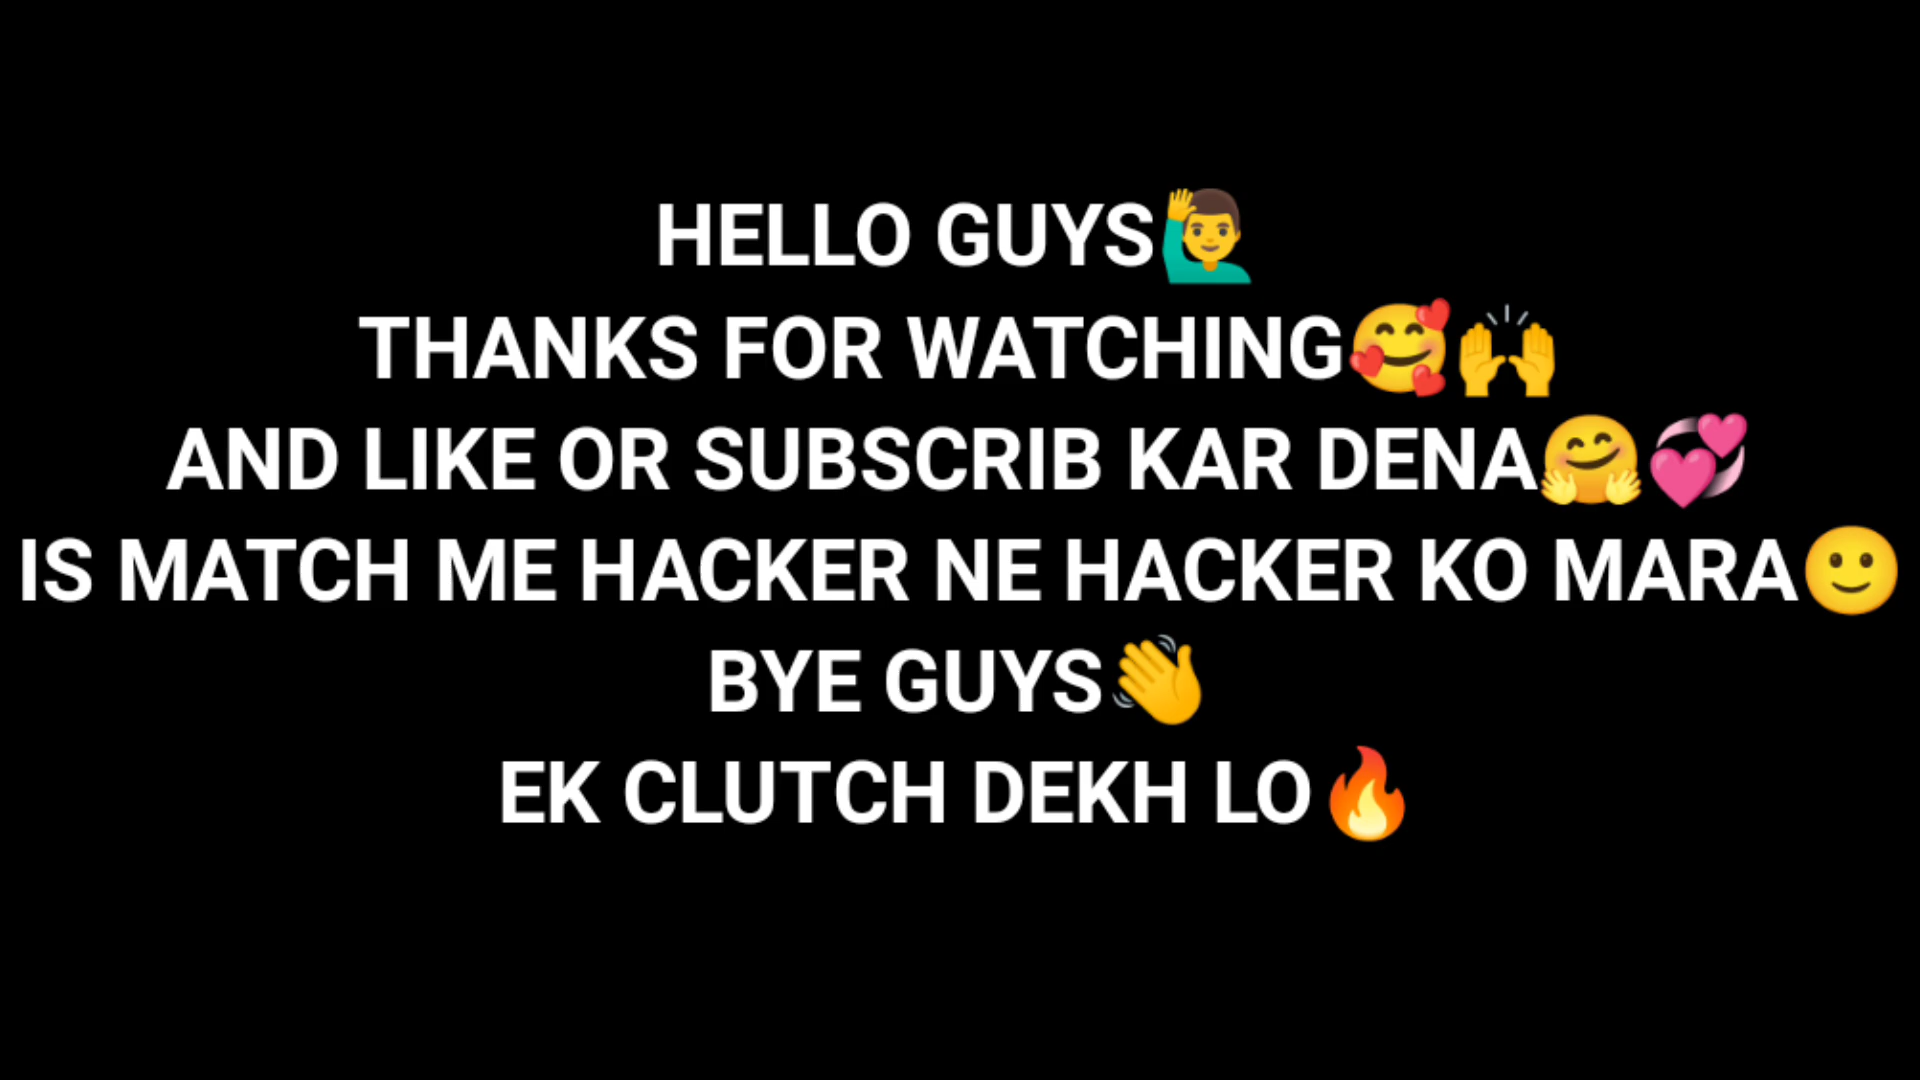 HELLO GUYS🙋‍♂️
THANKS FOR WATCHING🥰🙌
AND LIKE OR SUBSCRIB KAR DENA🤗💞
IS MATCH ME HACKER NE HACKER KO MARA🙂
BYE GUYS👋
EK CLUTCH DEKH LO🔥